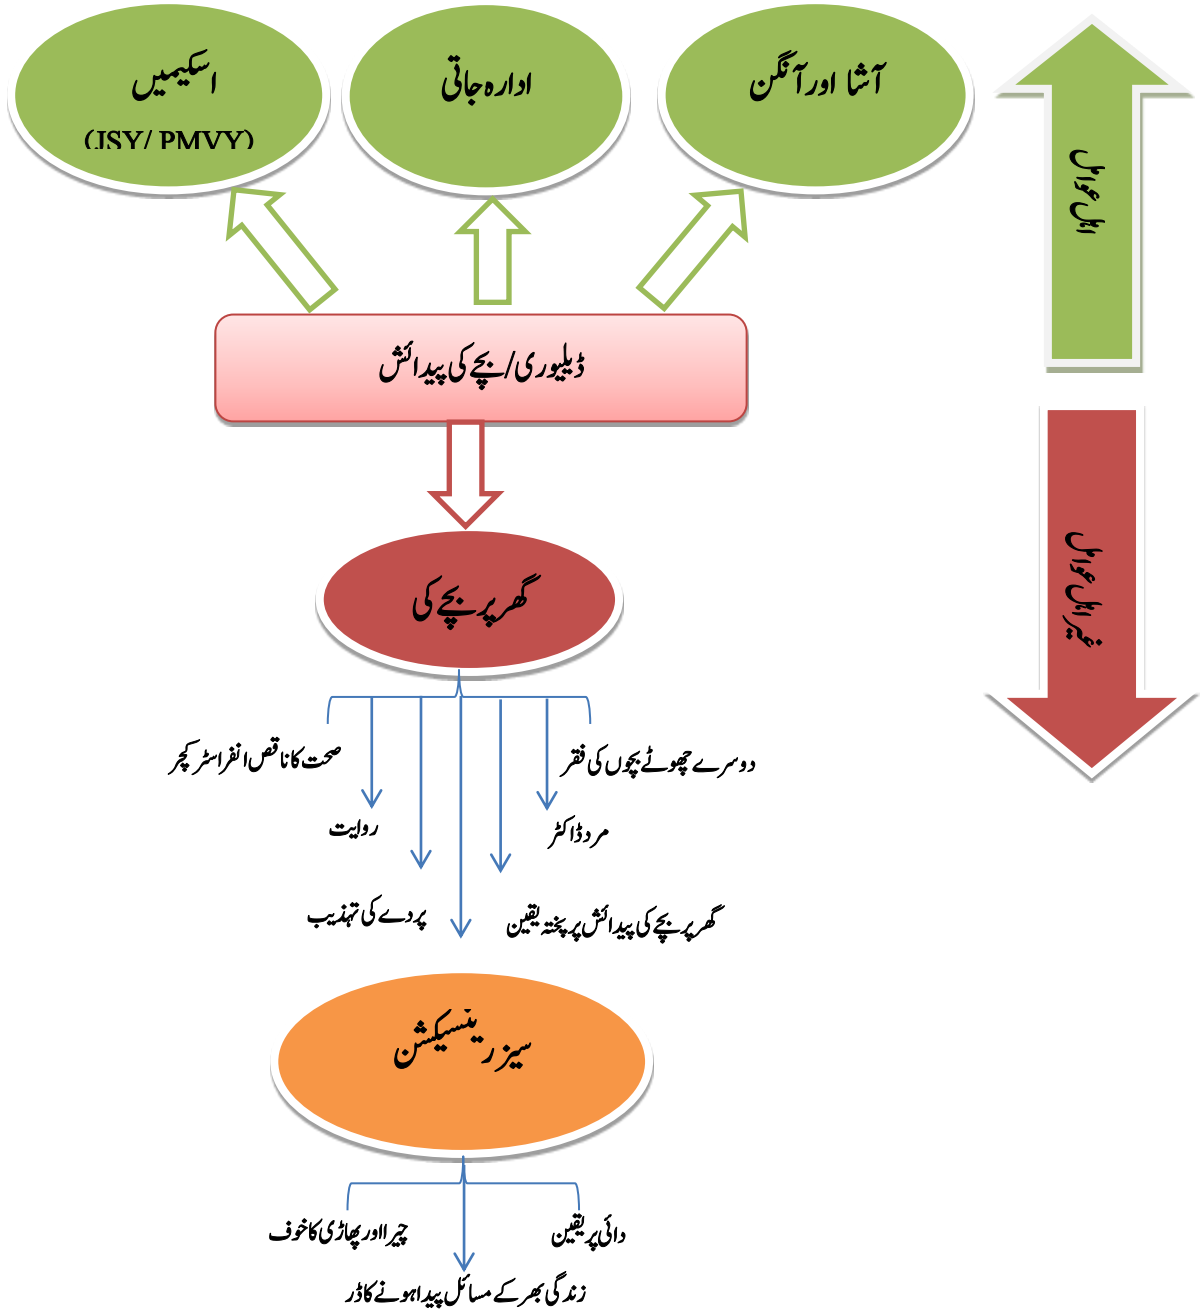 آشا اور آنگن
ادارہ جاتی
اسکیمیں
(JSY/ PMVY)
اہل عوامل
ڈیلیوری/بچے کی پیدائش
غیر اہل عوامل
گھر پر بچے کی
دوسرے چھوٹے بچوں کی فقر
صحت کا ناقص انفراسٹرکچر
مرد ڈاکٹر
روایت
گھر پر بچے کی پیدائش پر پختہ یقین
پردے کی تہذیب
سیزرینسیکشن
دائی پر یقین
چیرا اور پھاڑی کا خوف
زندگی بھر کے مسائل پیدا ہونے کا ڈر